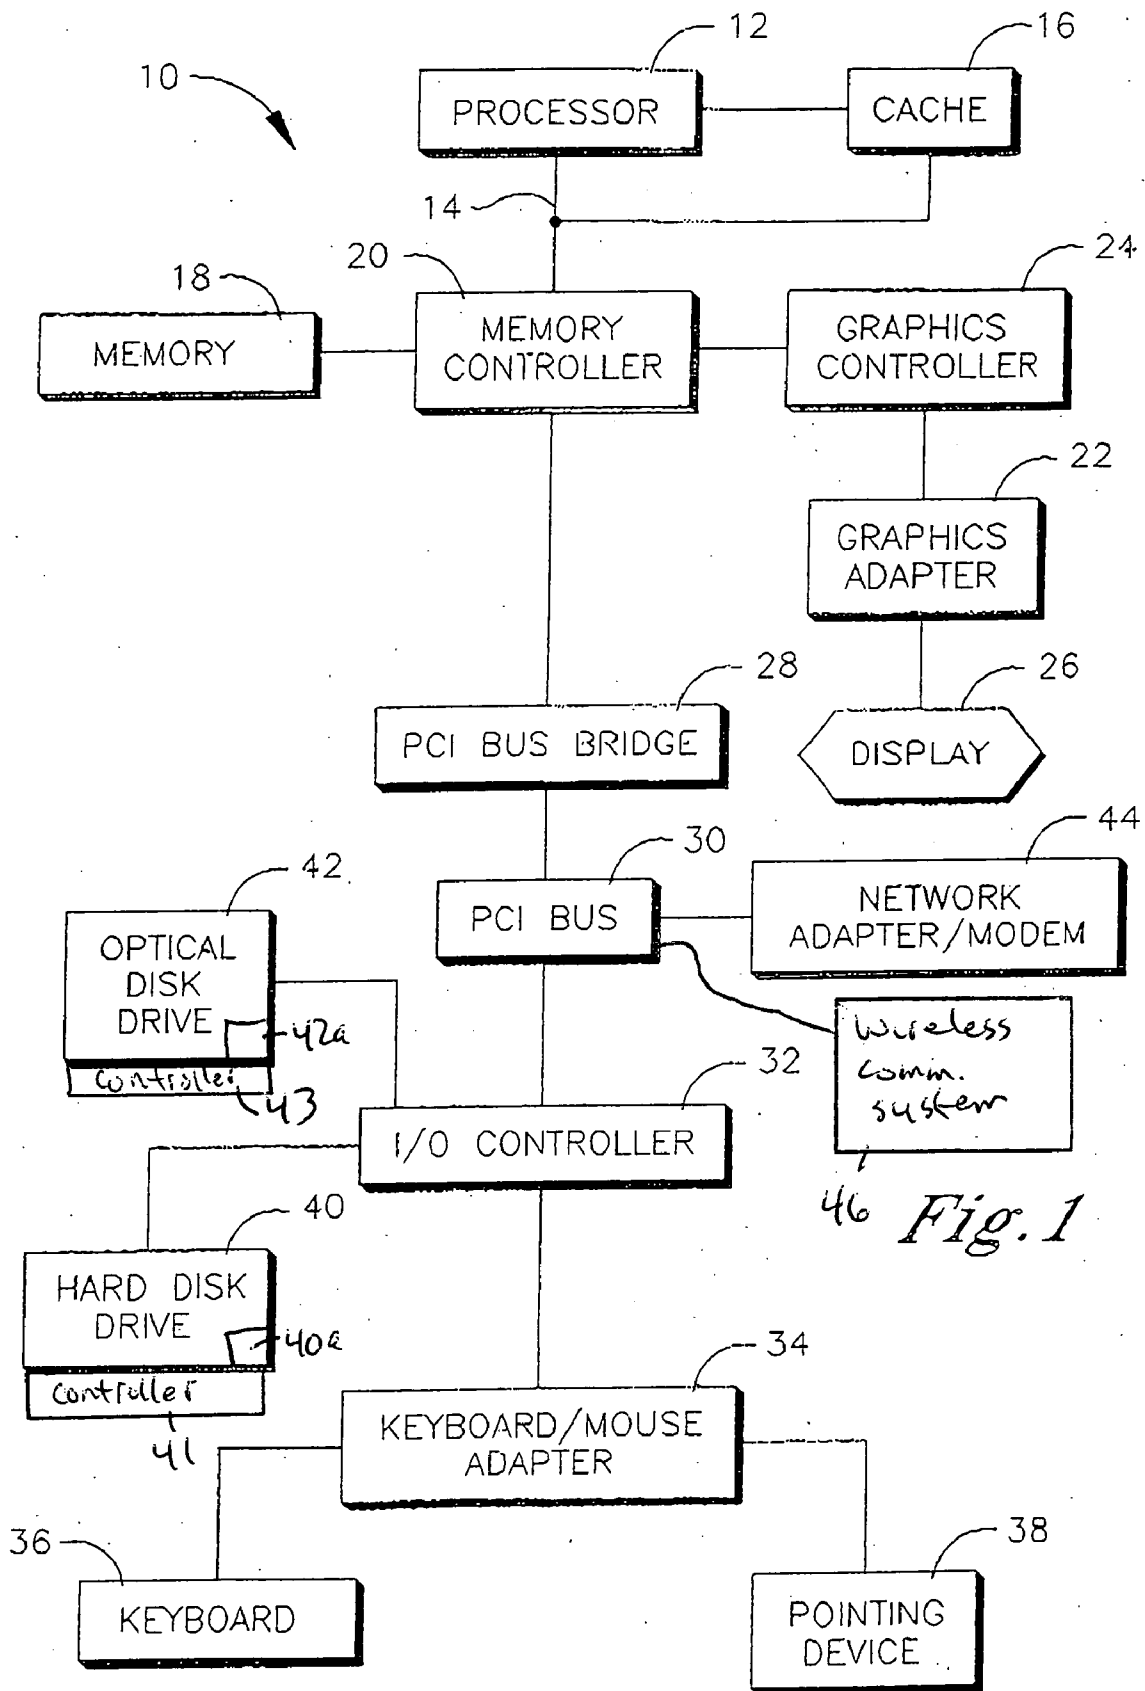 12
16
10
PROCESSOR
CACHE
14
20
24
18
MEMORY
MEMORY
CONTROLLER
GRAPHICS
CONTROLLER
22
GRAPHICS
ADAPTER
28
26
PCI BUS BRIDGE
DISPLAY
30
44
42
PCI BUS
NETWORK
ADAPTER/MODEM
OPTICAL
DISK
DRIVE
42a
controller
43
wireless
comm.
system
46
32
I/O CONTROLLER
Fig. 1
40
HARD DISK
DRIVE
40a
controller
41
34
KEYBOARD/MOUSE
ADAPTER
36
38
KEYBOARD
POINTING
DEVICE